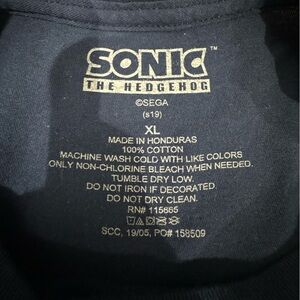 SONIC™
THE HEDGEHOG
©SEGA
(s19)
XL
MADE IN HONDURAS
100% COTTON
MACHINE WASH COLD WITH LIKE COLORS
ONLY NON-CHLORINE BLEACH WHEN NEEDED.
TUMBLE DRY LOW.
DO NOT IRON IF DECORATED.
DO NOT DRY CLEAN.
RN# 115665
SCC, 19/05, PO# 158509